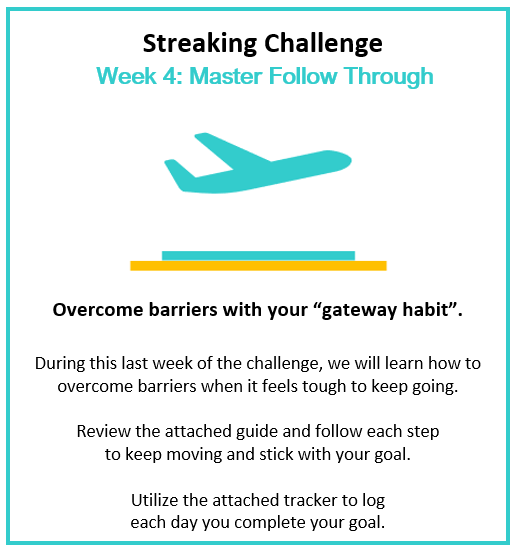 Streaking Challenge
Week 4: Master Follow Through
Overcome barriers with your “gateway habit”.
During this last week of the challenge, we will learn how to
overcome barriers when it feels tough to keep going.
Review the attached guide and follow each step
to keep moving and stick with your goal.
Utilize the attached tracker to log
each day you complete your goal.